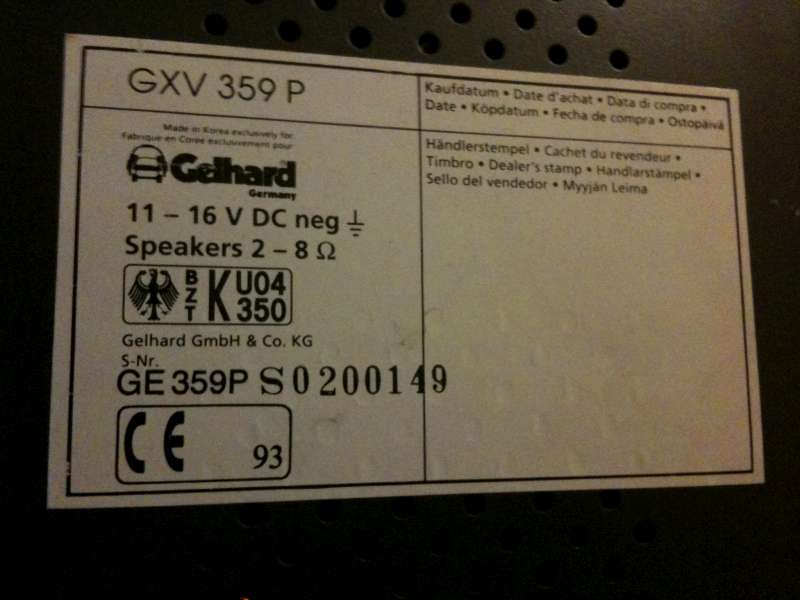 GXV 359 P
Made in Korea exclusively for
Fabriqué en Corée exclusivement pour
Gelhard
Germany
11 – 16 V DC neg
Speakers 2 – 8 Ω
BZT K U04 350
Gelhard GmbH & Co. KG
S-Nr.
GE 359P S0200149
CE 93
Kaufdatum • Date d'achat • Data di compra •
Date • Köpdatum • Fecha de compra • Ostopäivä
Händlerstempel • Cachet du revendeur •
Timbro • Dealer's stamp • Handlarstämpel •
Sello del vendedor • Myyjän Leima